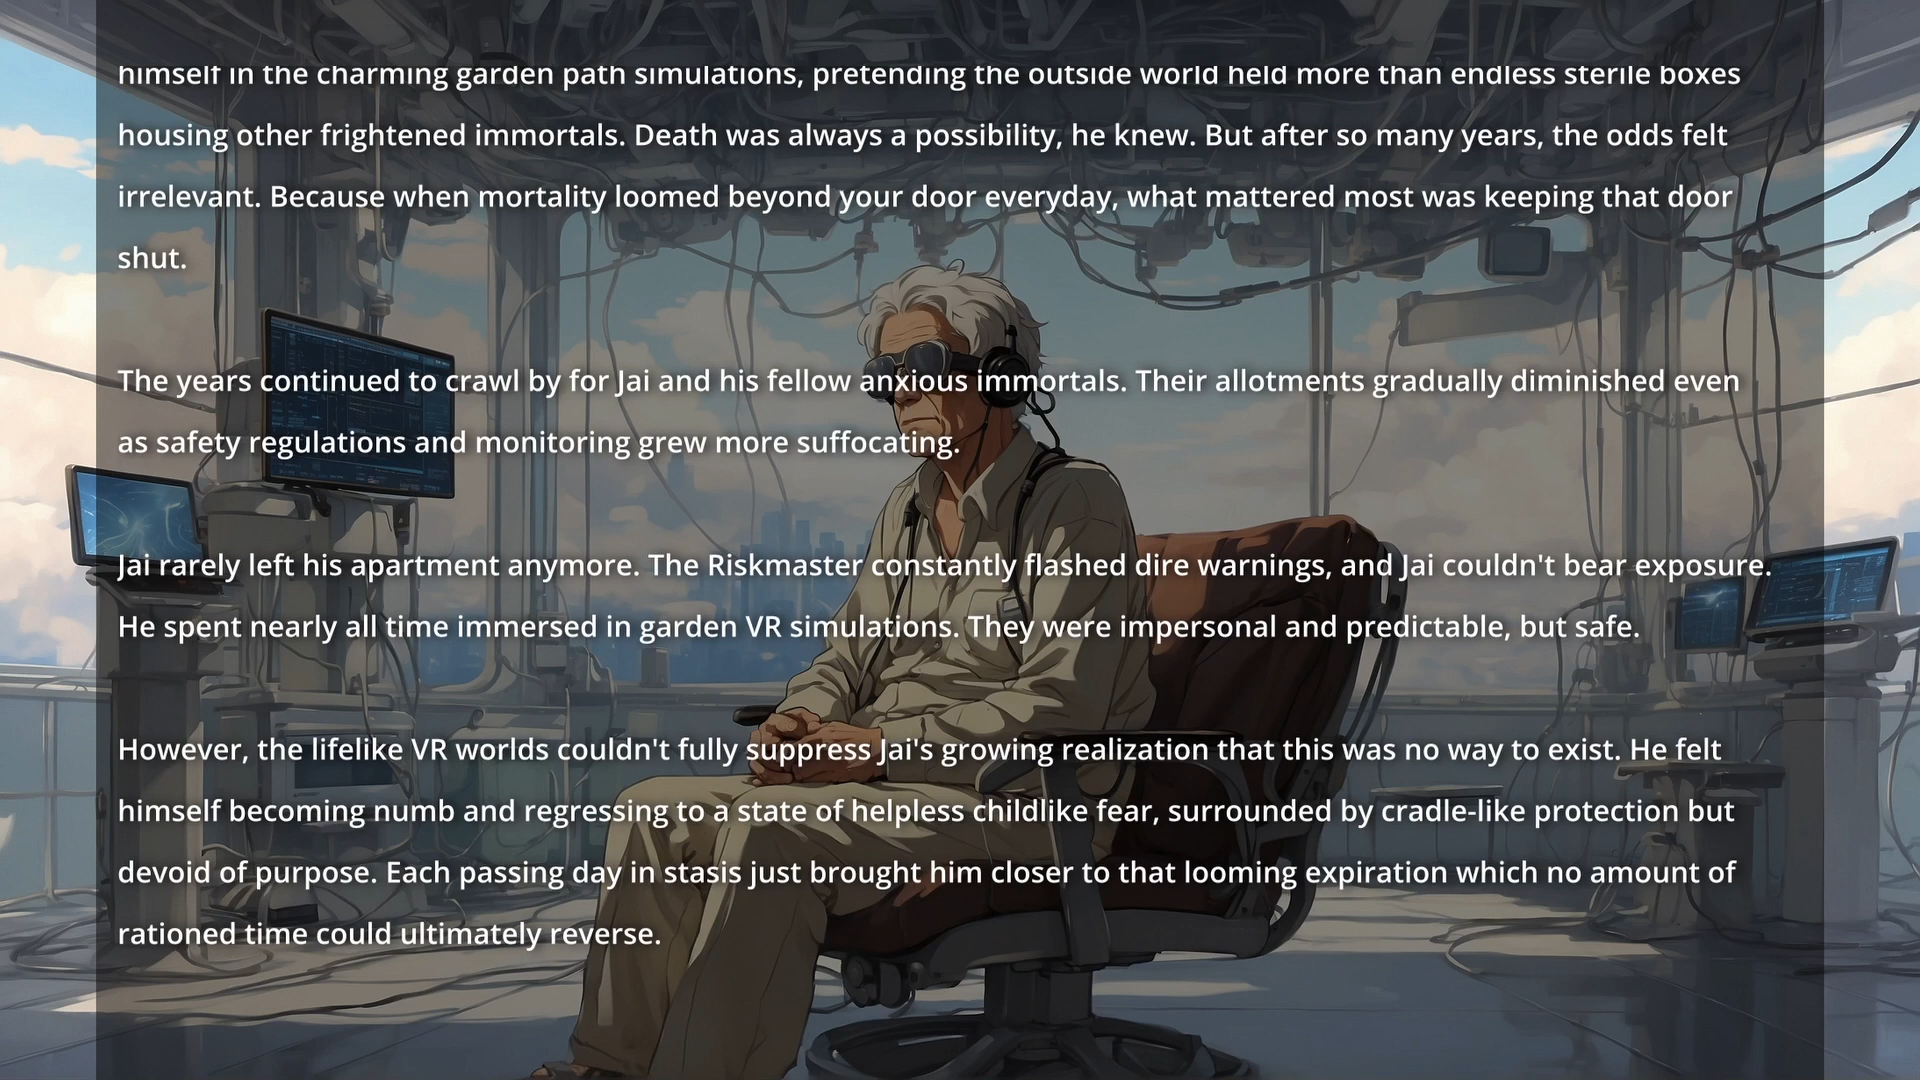 himself in the charming garden path simulations, pretending the outside world held more than endless sterile boxes
housing other frightened immortals. Death was always a possibility, he knew. But after so many years, the odds felt
irrelevant. Because when mortality loomed beyond your door everyday, what mattered most was keeping that door
shut.
The years continued to crawl by for Jai and his fellow anxious immortals. Their allotments gradually diminished even
as safety regulations and monitoring grew more suffocating.
Jai rarely left his apartment anymore. The Riskmaster constantly flashed dire warnings, and Jai couldn't bear exposure.
He spent nearly all time immersed in garden VR simulations. They were impersonal and predictable, but safe.
However, the lifelike VR worlds couldn't fully suppress Jai's growing realization that this was no way to exist. He felt
himself becoming numb and regressing to a state of helpless childlike fear, surrounded by cradle-like protection but
devoid of purpose. Each passing day in stasis just brought him closer to that looming expiration which no amount of
rationed time could ultimately reverse.